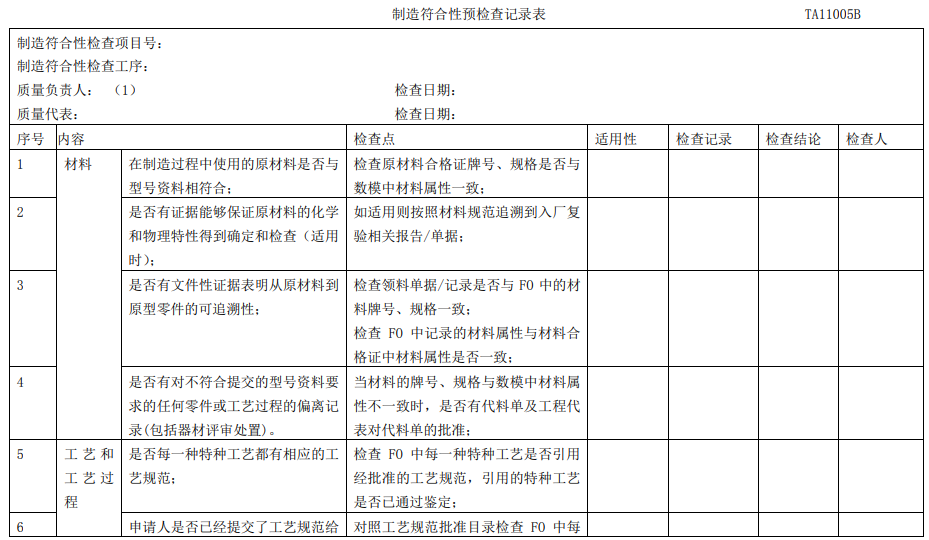 制造符合性预检查记录表 TA11005B
制造符合性检查项目号：
制造符合性检查工序：
质量负责人： （1） 检查日期：
质量代表： 检查日期：
序号 内容 检查点 适用性 检查记录 检查结论 检查人
1 材料 在制造过程中使用的原材料是否与 检查原材料合格证牌号、规格是否与
型号资料相符合； 数模中材料属性一致；
2 是否有证据能够保证原材料的化学 如适用则按照材料规范追溯到入厂复
和物理特性得到确定和检查（适用 验相关报告/单据；
时）；
3 是否有文件性证据表明从原材料到 检查领料单据/记录是否与 FO 中的材
原型零件的可追溯性； 料牌号、规格一致；
检查 FO 中记录的材料属性与材料合
格证中材料属性是否一致；
4 是否有对不符合提交的型号资料要 当材料的牌号、规格与数模中材料属
求的任何零件或工艺过程的偏离记 性不一致时，是否有代料单及工程代
录(包括器材评审处置)。 表对代料单的批准；
5 工艺和 是否每一种特种工艺都有相应的工 检查 FO 中每一种特种工艺是否引用
工艺过 艺规范； 经批准的工艺规范，引用的特种工艺
程 是否已通过鉴定；
6 申请人是否已经提交了工艺规范给 对照工艺规范批准目录检查 FO 中每